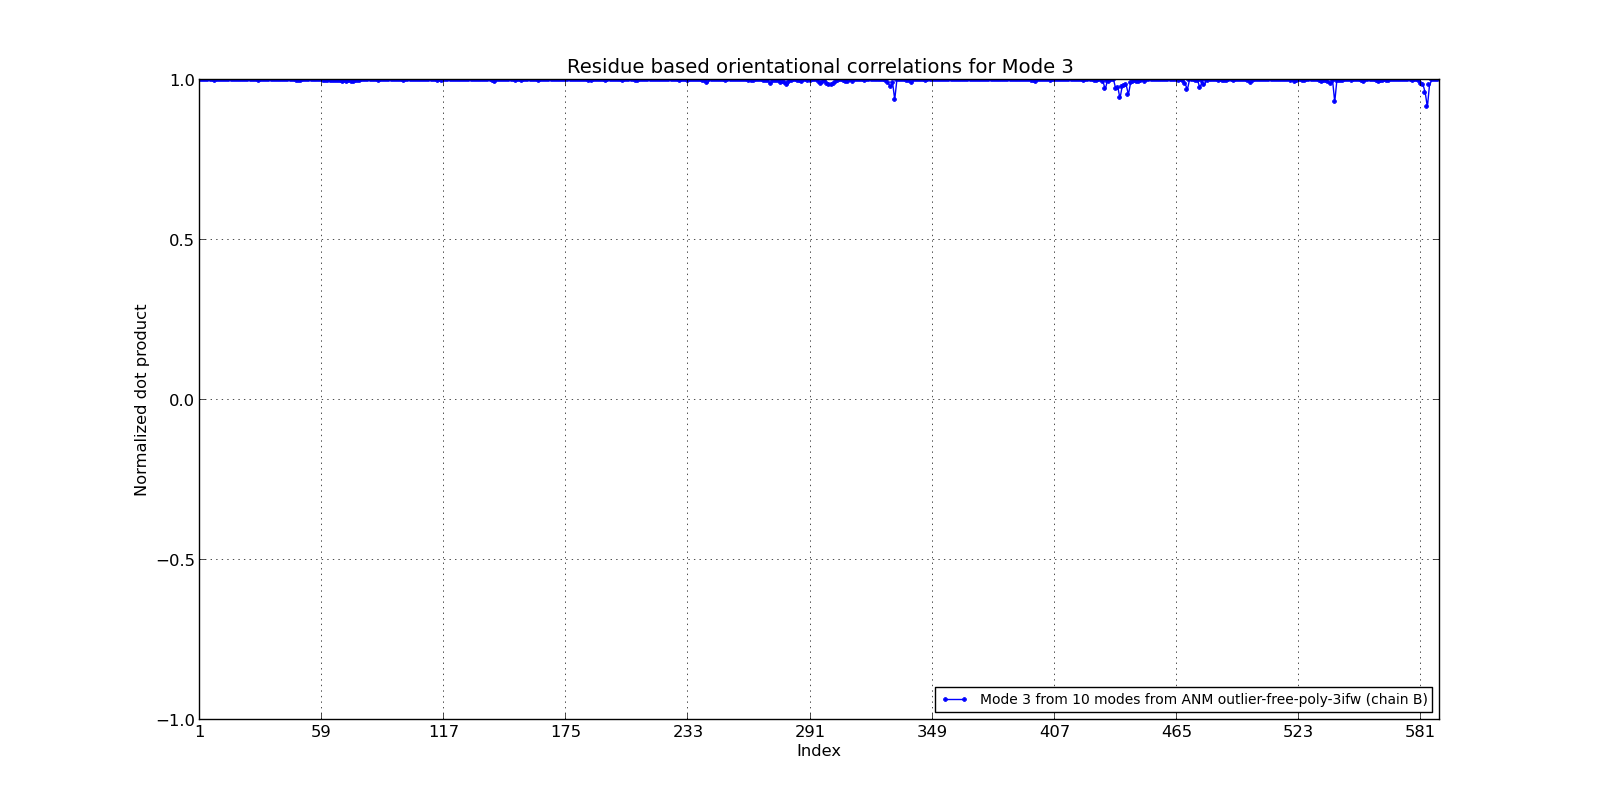 Residue based orientational correlations for Mode 3
1.0
0.5
0.0
−0.5
−1.0
Normalized dot product
1 59 117 175 233 291 349 407 465 523 581
Index
Mode 3 from 10 modes from ANM outlier-free-poly-3ifw (chain B)